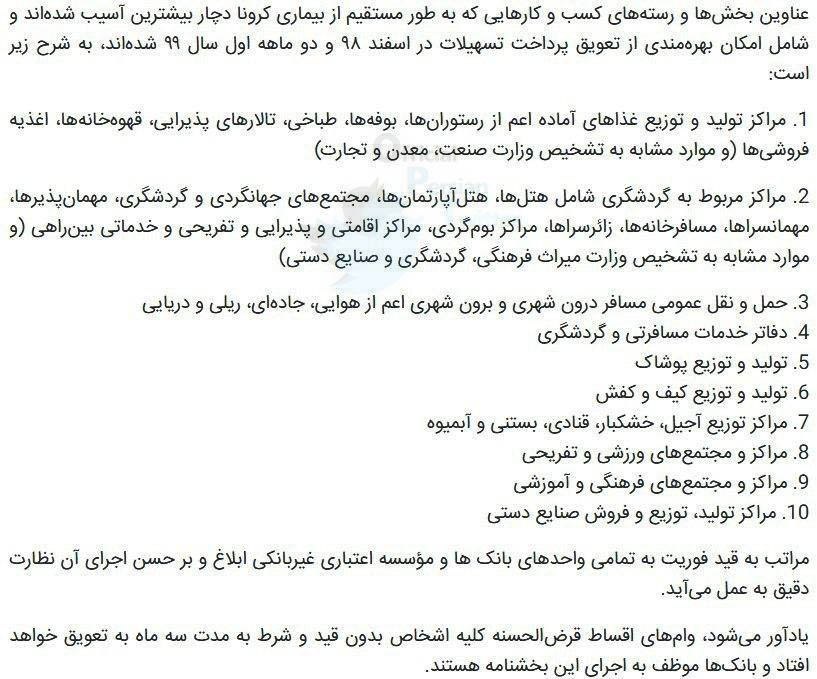 عناوین بخش‌ها و رسته‌های کسب و کارهایی که به طور مستقیم از بیماری کرونا دچار بیشترین آسیب شده‌اند و
شامل امکان بهره‌مندی از تعویق پرداخت تسهیلات در اسفند ۹۸ و دو ماهه اول سال ۹۹ شده‌اند، به شرح زیر
است:
1. مراکز تولید و توزیع غذاهای آماده اعم از رستوران‌ها، بوفه‌ها، طباخی، تالارهای پذیرایی، قهوه‌خانه‌ها، اغذیه
فروشی‌ها (و موارد مشابه به تشخیص وزارت صنعت، معدن و تجارت)
2. مراکز مربوط به گردشگری شامل هتل‌ها، هتل‌آپارتمان‌ها، مجتمع‌های جهانگردی و گردشگری، مهمان‌پذیرها،
مهمانسراها، مسافرخانه‌ها، زائرسراها، مراکز بوم‌گردی، مراکز اقامتی و پذیرایی و تفریحی و خدماتی بین‌راهی (و
موارد مشابه به تشخیص وزارت میراث فرهنگی، گردشگری و صنایع دستی)
3. حمل و نقل عمومی مسافر درون شهری و برون شهری اعم از هوایی، جاده‌ای، ریلی و دریایی
4. دفاتر خدمات مسافرتی و گردشگری
5. تولید و توزیع پوشاک
6. تولید و توزیع کیف و کفش
7. مراکز توزیع آجیل، خشکبار، قنادی، بستنی و آبمیوه
8. مراکز و مجتمع‌های ورزشی و تفریحی
9. مراکز و مجتمع‌های فرهنگی و آموزشی
10. مراکز تولید، توزیع و فروش صنایع دستی
مراتب به قید فوریت به تمامی واحدهای بانک ها و مؤسسه اعتباری غیربانکی ابلاغ و بر حسن اجرای آن نظارت
دقیق به عمل می‌آید.
یادآور می‌شود، وام‌های اقساط قرض‌الحسنه کلیه اشخاص بدون قید و شرط به مدت سه ماه به تعویق خواهد
افتاد و بانک‌ها موظف به اجرای این بخشنامه هستند.
Official
Persian